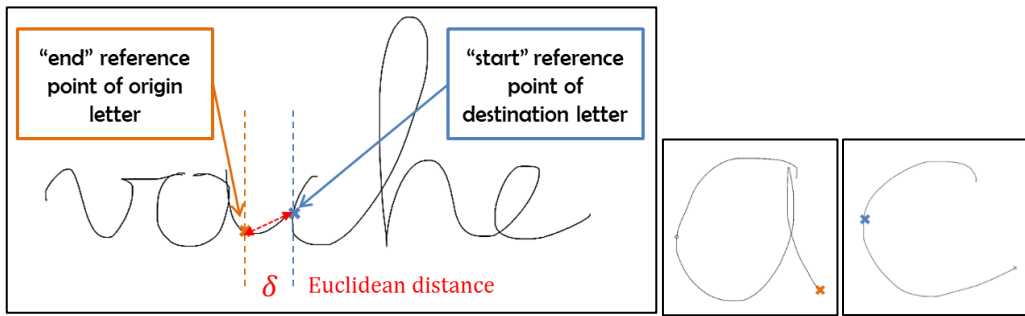 “end” reference
point of origin
letter
“start” reference
point of
destination letter
vache
δ Euclidean distance
a
c